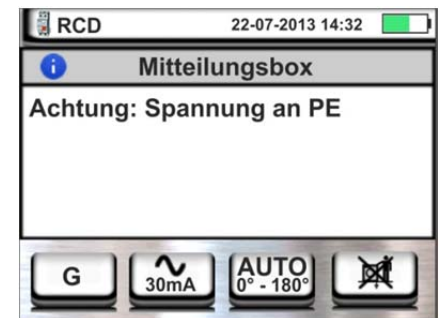 RCD 22-07-2013 14:32
Mitteilungsbox
Achtung: Spannung an PE
G 30mA AUTO 0° - 180°